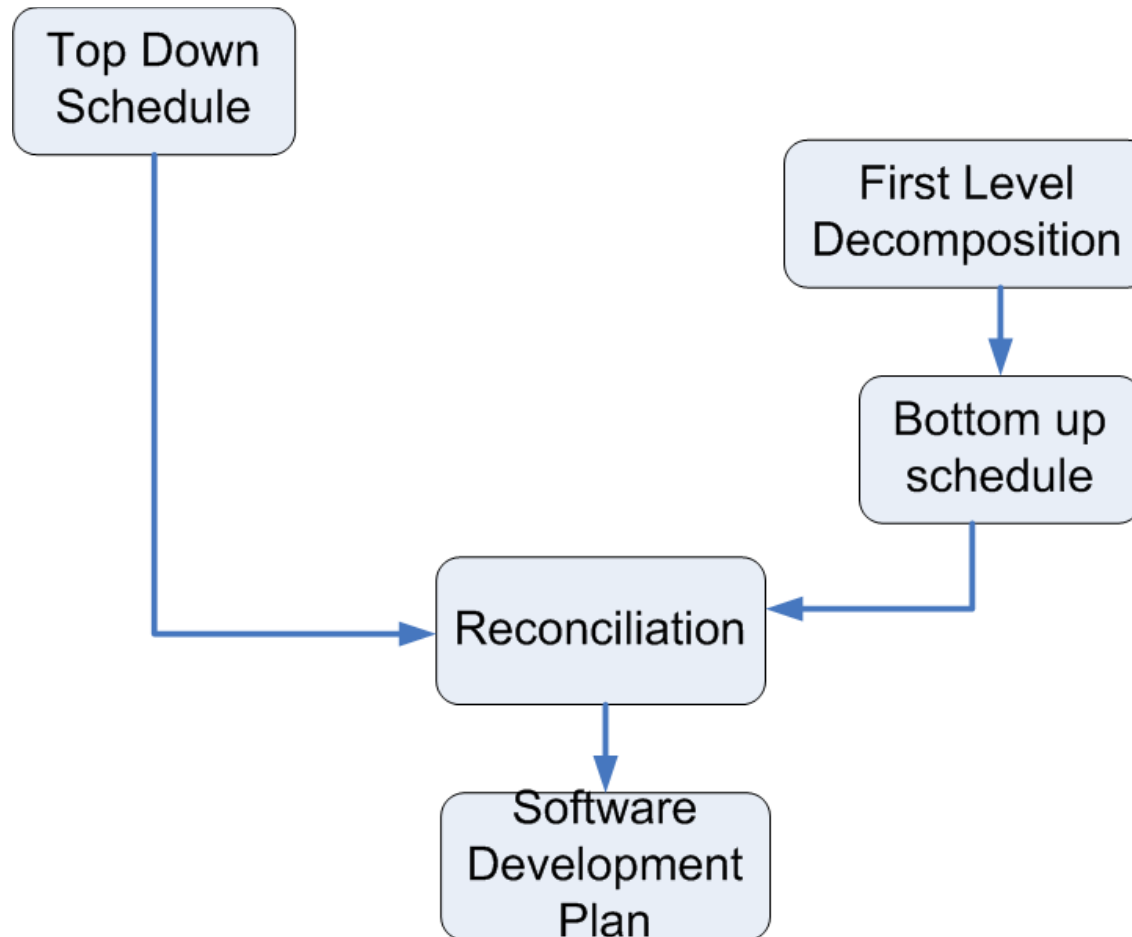 Top Down
Schedule
First Level
Decomposition
Bottom up
schedule
Reconciliation
Software
Development
Plan